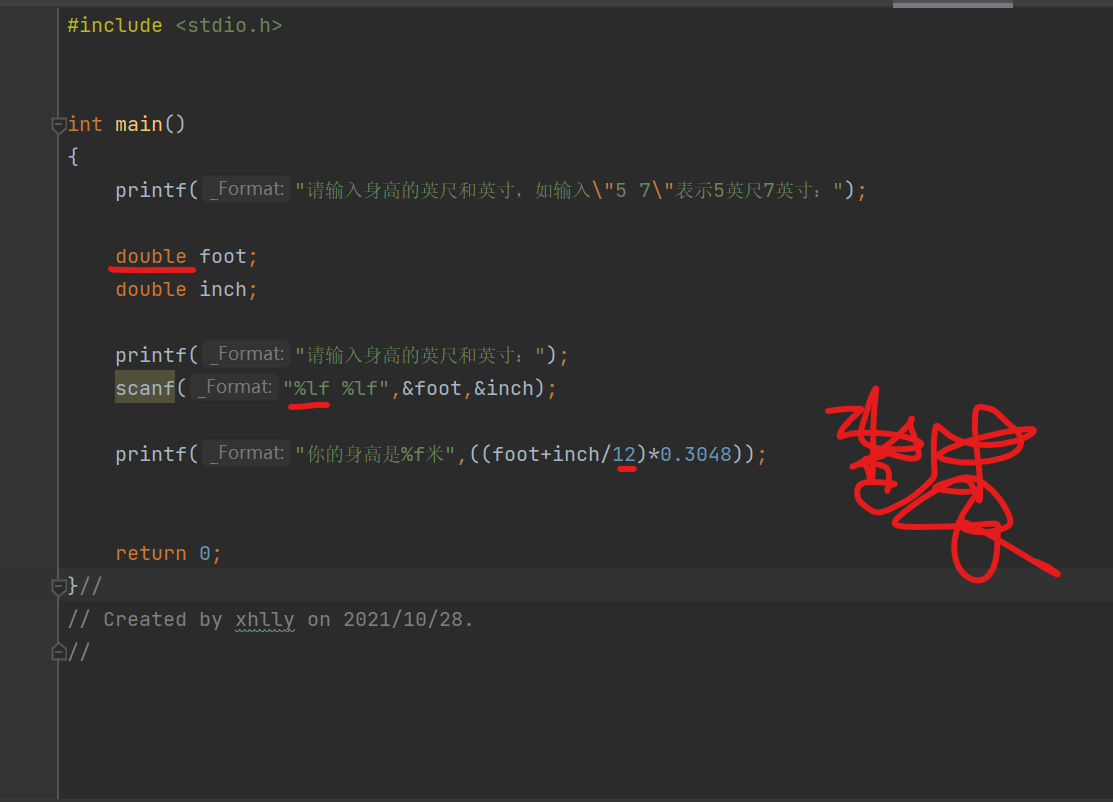 #include <stdio.h>
int main()
{
printf( _Format: "请输入身高的英尺和英寸，如输入\"5 7\"表示5英尺7英寸：");
double foot;
double inch;
printf( _Format: "请输入身高的英尺和英寸：");
scanf( _Format: "%lf %lf",&foot,&inch);
printf( _Format: "你的身高是%f米",((foot+inch/12)*0.3048));
return 0;
}//
// Created by xhlly on 2021/10/28.
//